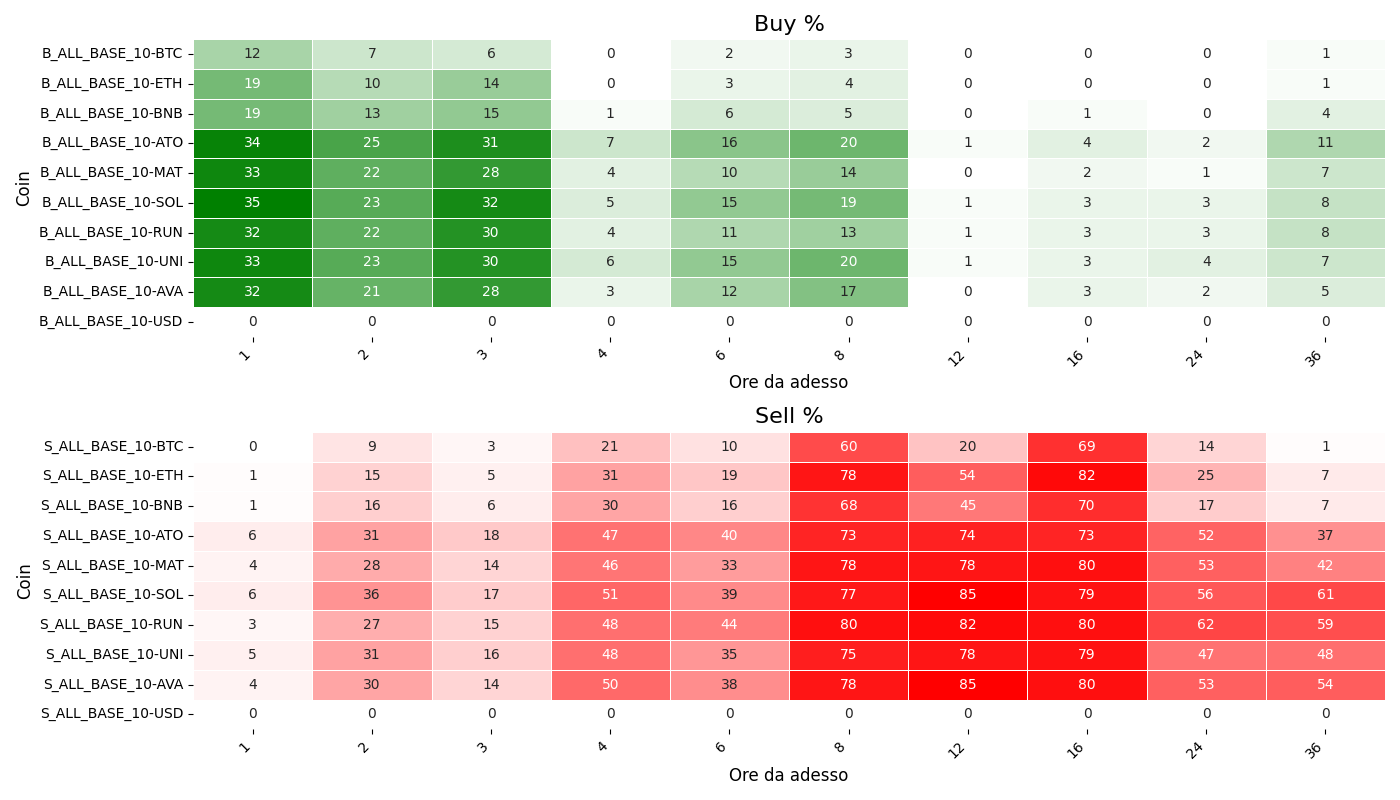 Buy %
Coin
B_ALL_BASE_10-BTC 12 7 6 0 2 3 0 0 0 1
B_ALL_BASE_10-ETH 19 10 14 0 3 4 0 0 0 1
B_ALL_BASE_10-BNB 19 13 15 1 6 5 0 1 0 4
B_ALL_BASE_10-ATO 34 25 31 7 16 20 1 4 2 11
B_ALL_BASE_10-MAT 33 22 28 4 10 14 0 2 1 7
B_ALL_BASE_10-SOL 35 23 32 5 15 19 1 3 3 8
B_ALL_BASE_10-RUN 32 22 30 4 11 13 1 3 3 8
B_ALL_BASE_10-UNI 33 23 30 6 15 20 1 3 4 7
B_ALL_BASE_10-AVA 32 21 28 3 12 17 0 3 2 5
B_ALL_BASE_10-USD 0 0 0 0 0 0 0 0 0 0
1 2 3 4 6 8 12 16 24 36
Ore da adesso
Sell %
Coin
S_ALL_BASE_10-BTC 0 9 3 21 10 60 20 69 14 1
S_ALL_BASE_10-ETH 1 15 5 31 19 78 54 82 25 7
S_ALL_BASE_10-BNB 1 16 6 30 16 68 45 70 17 7
S_ALL_BASE_10-ATO 6 31 18 47 40 73 74 73 52 37
S_ALL_BASE_10-MAT 4 28 14 46 33 78 78 80 53 42
S_ALL_BASE_10-SOL 6 36 17 51 39 77 85 79 56 61
S_ALL_BASE_10-RUN 3 27 15 48 44 80 82 80 62 59
S_ALL_BASE_10-UNI 5 31 16 48 35 75 78 79 47 48
S_ALL_BASE_10-AVA 4 30 14 50 38 78 85 80 53 54
S_ALL_BASE_10-USD 0 0 0 0 0 0 0 0 0 0
1 2 3 4 6 8 12 16 24 36
Ore da adesso